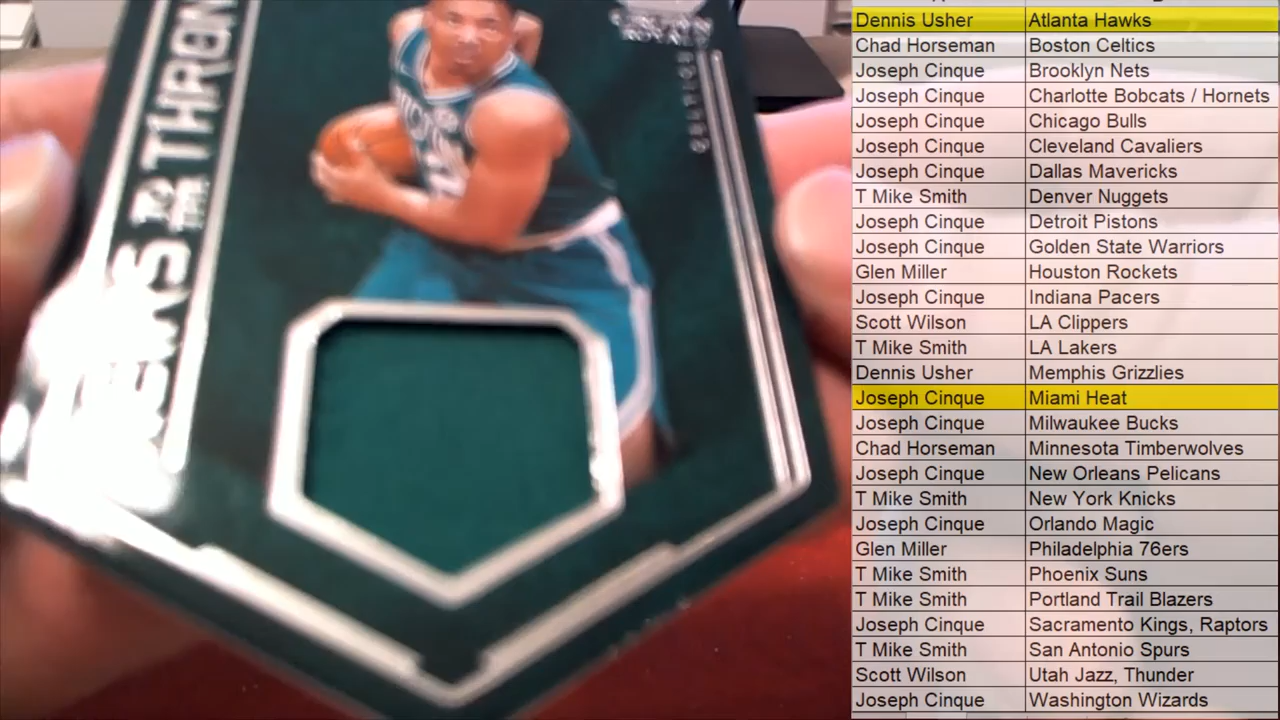 HEIRS TO THE THRONE
Dennis Usher Atlanta Hawks
Chad Horseman Boston Celtics
Joseph Cinque Brooklyn Nets
Joseph Cinque Charlotte Bobcats / Hornets
Joseph Cinque Chicago Bulls
Joseph Cinque Cleveland Cavaliers
Joseph Cinque Dallas Mavericks
T Mike Smith Denver Nuggets
Joseph Cinque Detroit Pistons
Joseph Cinque Golden State Warriors
Glen Miller Houston Rockets
Joseph Cinque Indiana Pacers
Scott Wilson LA Clippers
T Mike Smith LA Lakers
Dennis Usher Memphis Grizzlies
Joseph Cinque Miami Heat
Joseph Cinque Milwaukee Bucks
Chad Horseman Minnesota Timberwolves
Joseph Cinque New Orleans Pelicans
T Mike Smith New York Knicks
Joseph Cinque Orlando Magic
Glen Miller Philadelphia 76ers
T Mike Smith Phoenix Suns
T Mike Smith Portland Trail Blazers
Joseph Cinque Sacramento Kings, Raptors
T Mike Smith San Antonio Spurs
Scott Wilson Utah Jazz, Thunder
Joseph Cinque Washington Wizards